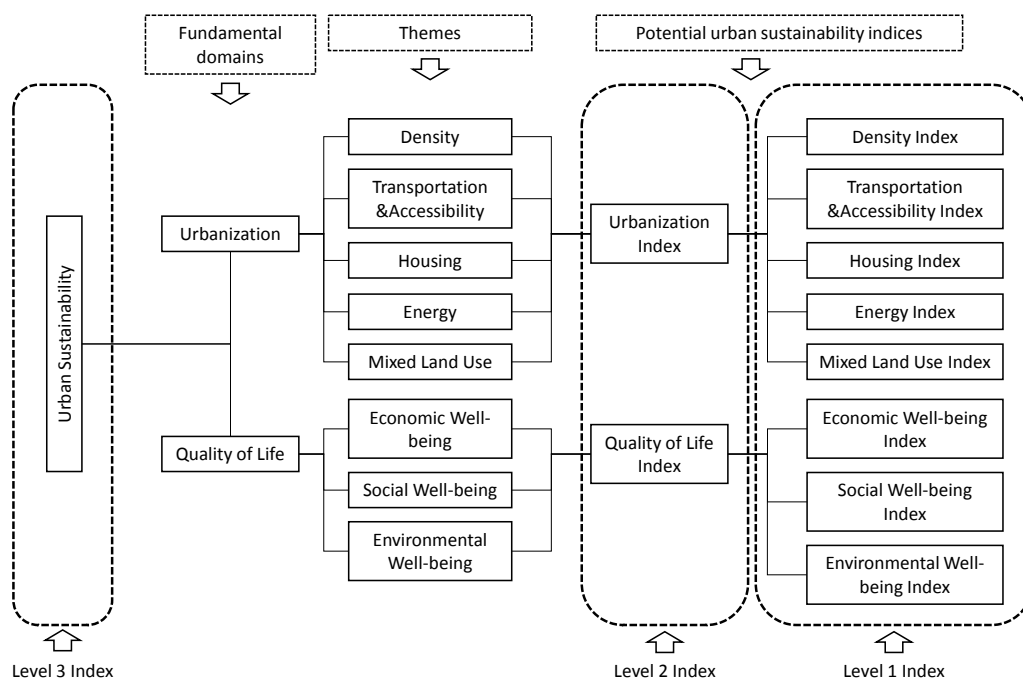 Fundamental
domains
Themes
Potential urban sustainability indices
Urban Sustainability
Urbanization
Quality of Life
Density
Transportation
&Accessibility
Housing
Energy
Mixed Land Use
Economic Well-
being
Social Well-being
Environmental
Well-being
Urbanization
Index
Quality of Life
Index
Density Index
Transportation
&Accessibility Index
Housing Index
Energy Index
Mixed Land Use Index
Economic Well-being
Index
Social Well-being
Index
Environmental Well-
being Index
Level 3 Index
Level 2 Index
Level 1 Index